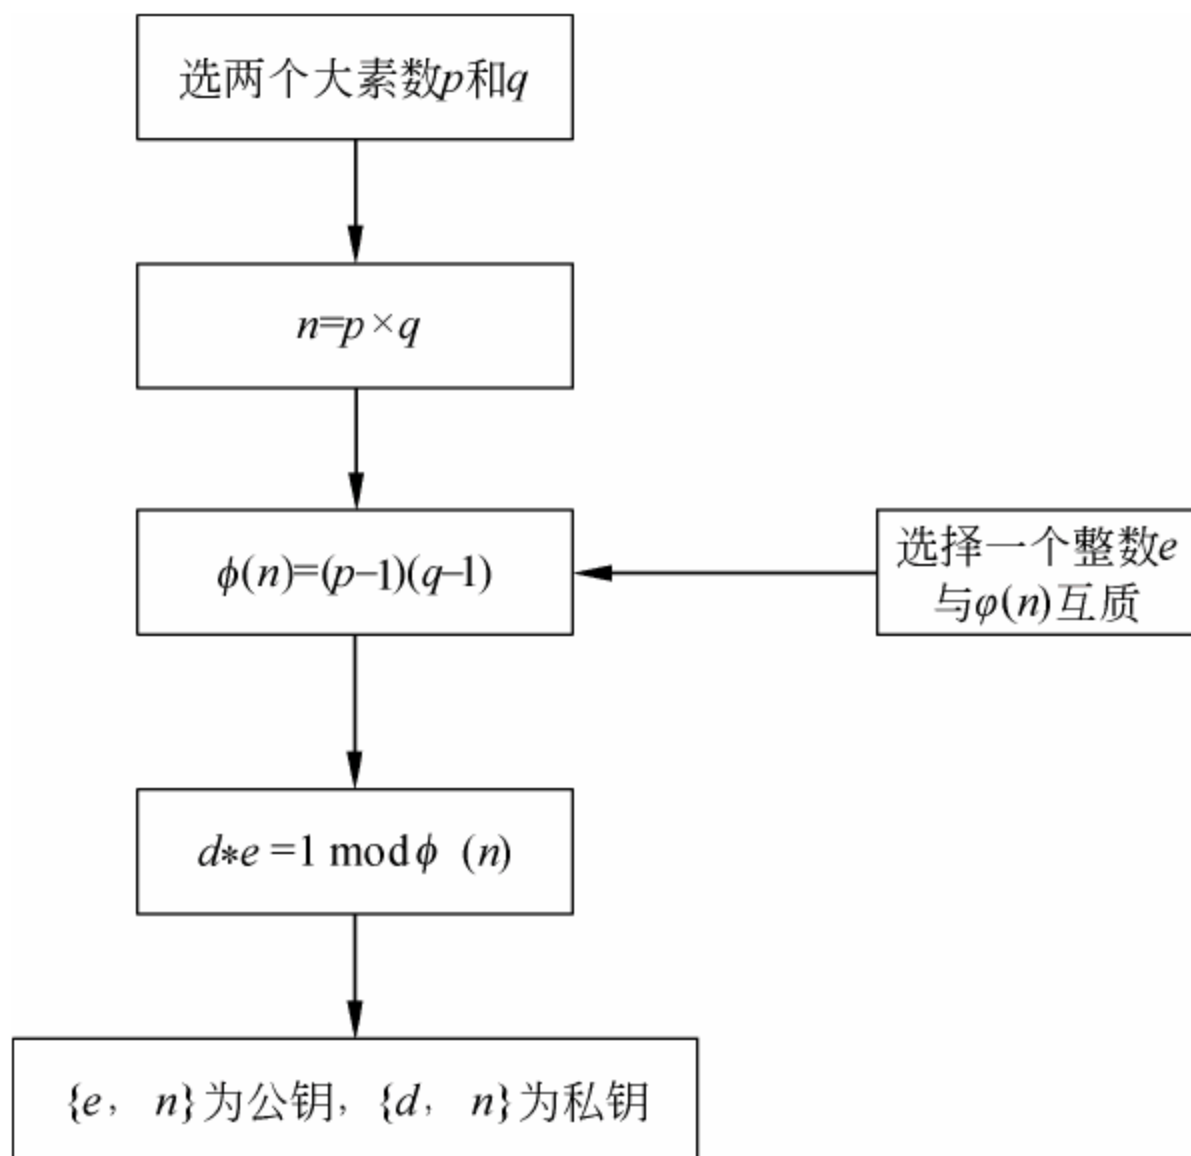 选两个大素数p和q
n=p×q
ϕ(n)=(p−1)(q−1)
选择一个整数e
与φ(n)互质
d*e =1 mod ϕ (n)
{e， n}为公钥，{d， n}为私钥